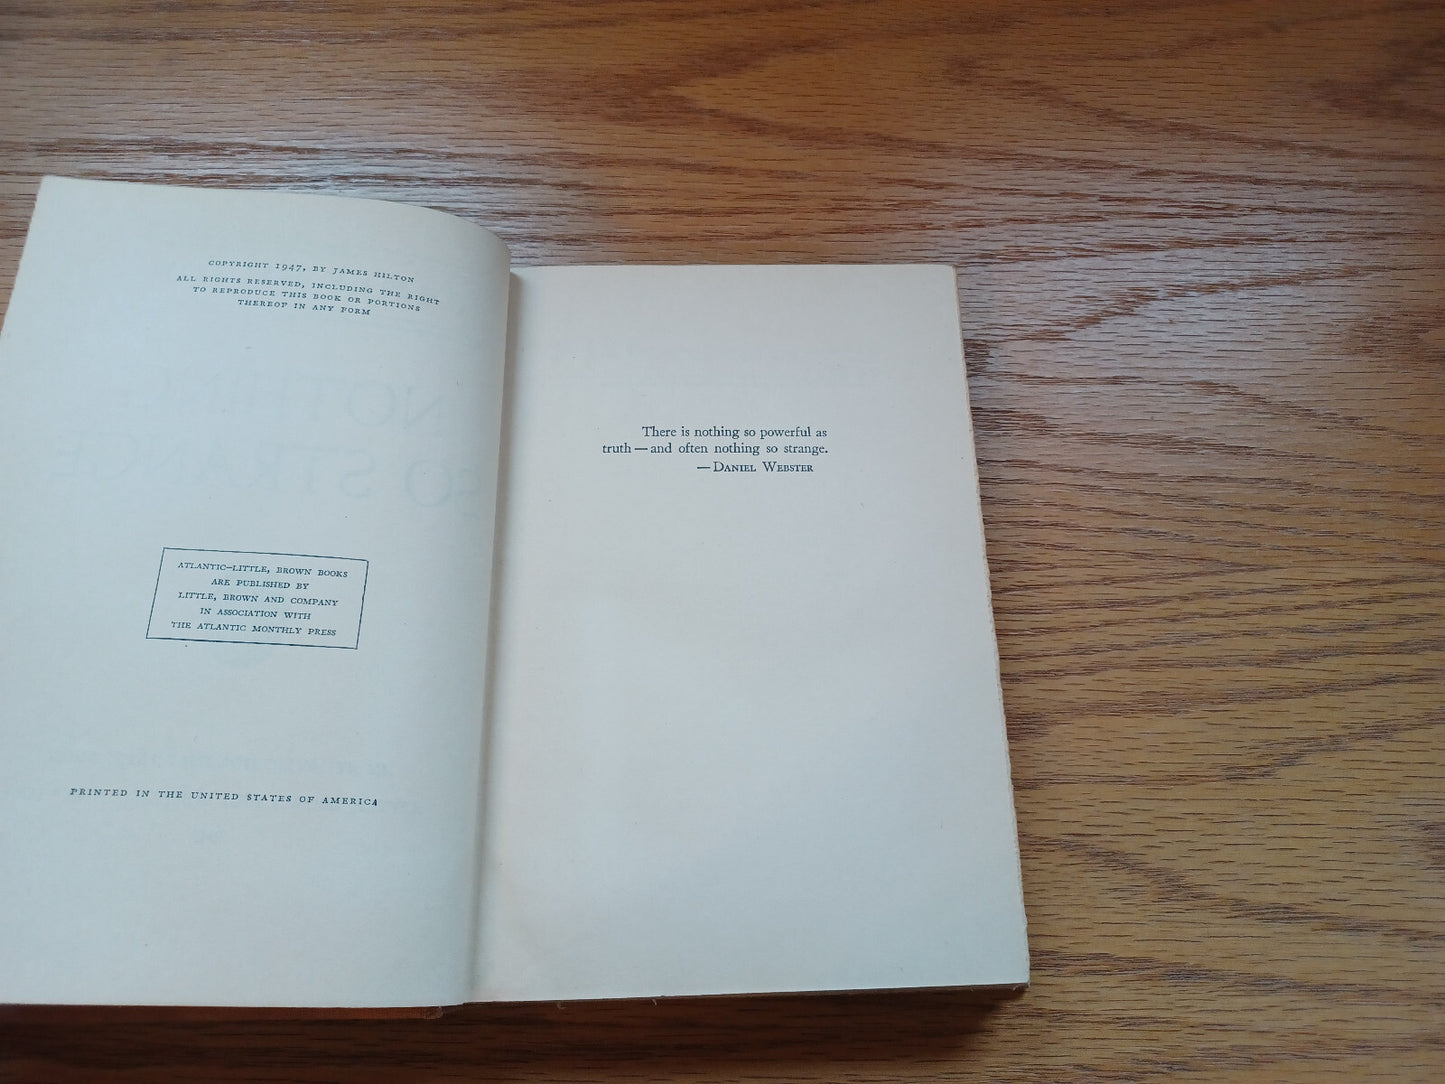 COPYRIGHT 1947, BY JAMES HILTON
ALL RIGHTS RESERVED, INCLUDING THE RIGHT
TO REPRODUCE THIS BOOK OR PORTIONS
THEREOF IN ANY FORM
NOTHING
SO STRANGE
ATLANTIC–LITTLE, BROWN BOOKS
ARE PUBLISHED BY
LITTLE, BROWN AND COMPANY
IN ASSOCIATION WITH
THE ATLANTIC MONTHLY PRESS
PRINTED IN THE UNITED STATES OF AMERICA
There is nothing so powerful as
truth — and often nothing so strange.
— DANIEL WEBSTER